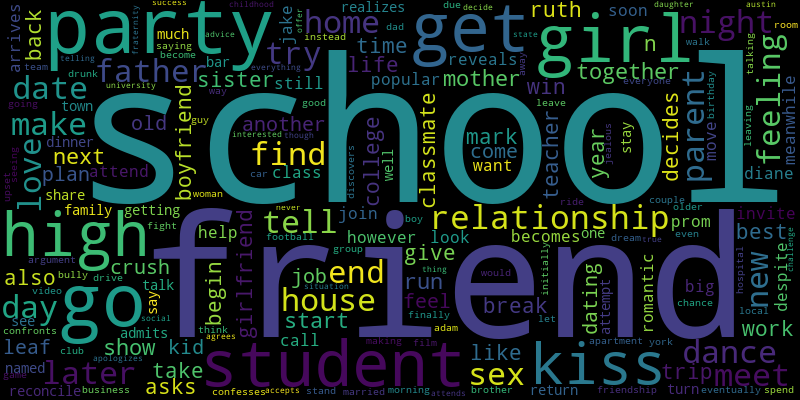 success
childhood
daughter
austin
arrives
back
party
fraternity
telling
much
saying
become
advice
offer
jake
home
realizes
instead
dad
due
decide
get
state
away
ruth
soon
girl
night
walk
room
everyone
talking
team
drunk
going
father
university
everything
bar
time
try
life
reveals
n
together
feeling
date
town
sister
still
popular
mother
win
leave
parent
move
birthday
meanwhile
make
dinner
old
way
guy
another
good
interested
though
school
mark
come
want
decides
teacher
year
stay
jealous
leaving
love
upset
seeing
next
plan
attend
boyfriend
find
car
class
discovers
college
well
classmate
diane
share
family
getting
woman
ride
couple
older
high
fight
help
girlfriend
never
tell
football
join
boy
relationship
prom
invite
friend
group
however
look
becomes
one
dream
true
even
best
new
despite
challenge
argument
also
bully
crush
drive
begin
job
end
give
thing
initially
dating
attempt
romantic
big
hospital
chance
local
day
video
go
talk
say
house
situation
run
feel
break
would
see
social
admits
think
start
finally
adam
let
work
confronts
leaf
club
show
kid
agrees
call
making
film
apartment
york
dance
named
apologizes
later
take
student
like
kiss
trip
meet
game
reconcile
business
asks
confesses
accepts
stand
married
morning
attends
sex
brother
return
friendship
turn
eventually
spend